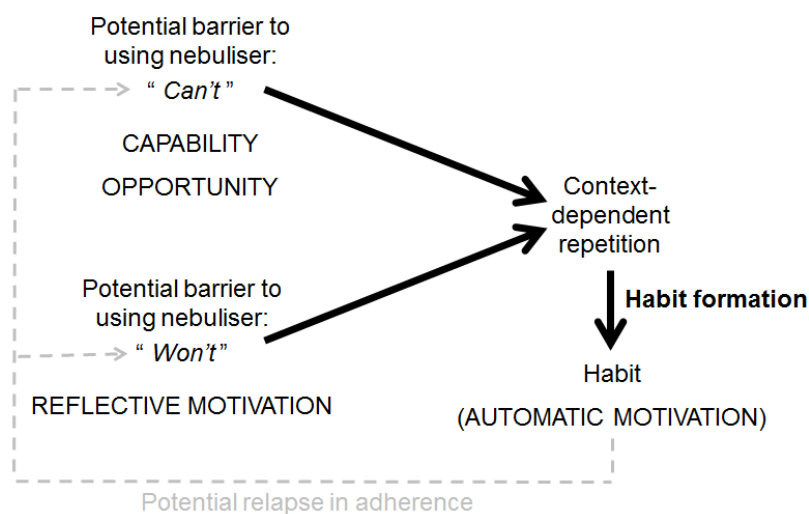 Potential barrier to
using nebuliser:
“ Can’t ”
CAPABILITY
OPPORTUNITY
Context-
dependent
repetition
Potential barrier to
using nebuliser:
“ Won’t ”
REFLECTIVE MOTIVATION
Habit formation
Habit
(AUTOMATIC MOTIVATION)
Potential relapse in adherence